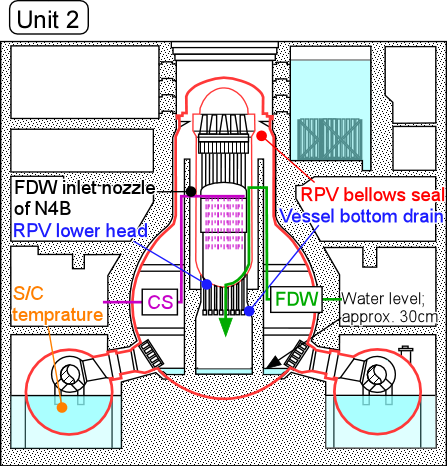 Unit 2
FDW inlet nozzle
of N4B
RPV bellows seal
Vessel bottom drain
RPV lower head
S/C
temprature
CS
FDW
Water level;
approx. 30cm